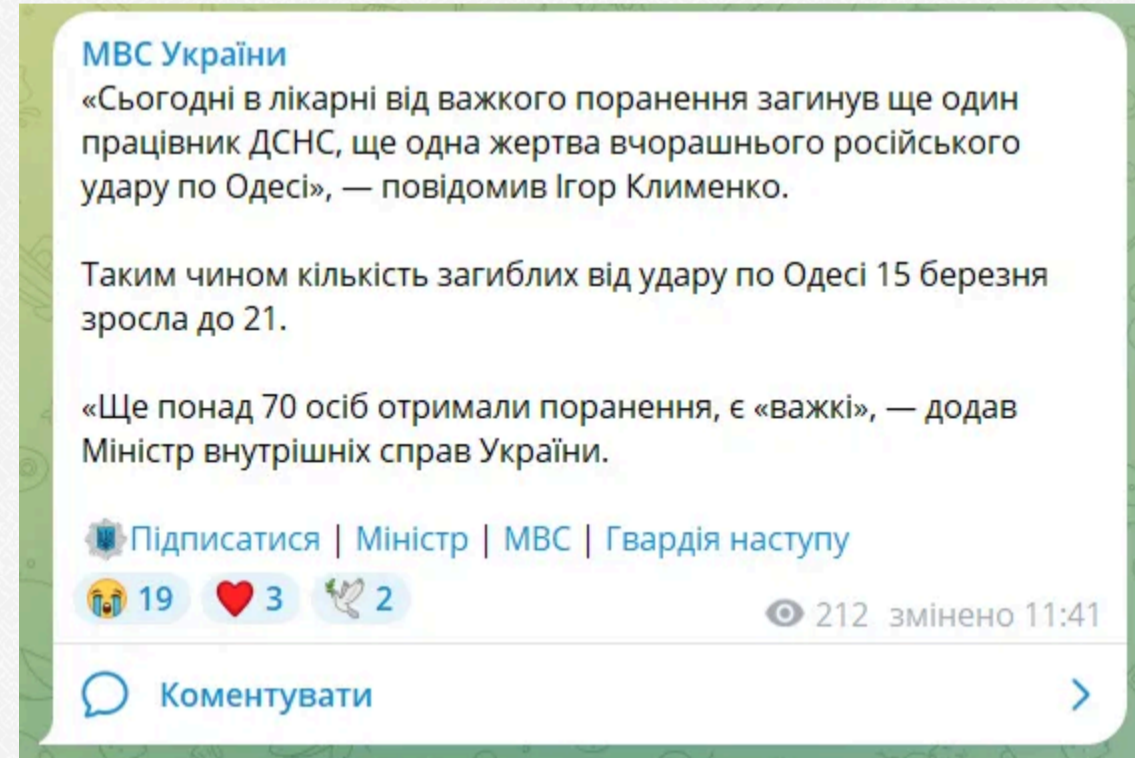 МВС України
«Сьогодні в лікарні від важкого поранення загинув ще один
працівник ДСНС, ще одна жертва вчорашнього російського
удару по Одесі», — повідомив Ігор Клименко.
Таким чином кількість загиблих від удару по Одесі 15 березня
зросла до 21.
«Ще понад 70 осіб отримали поранення, є «важкі», — додав
Міністр внутрішніх справ України.
Підписатися | Міністр | МВС | Гвардія наступу
19 3 2
212 змінено 11:41
Коментувати